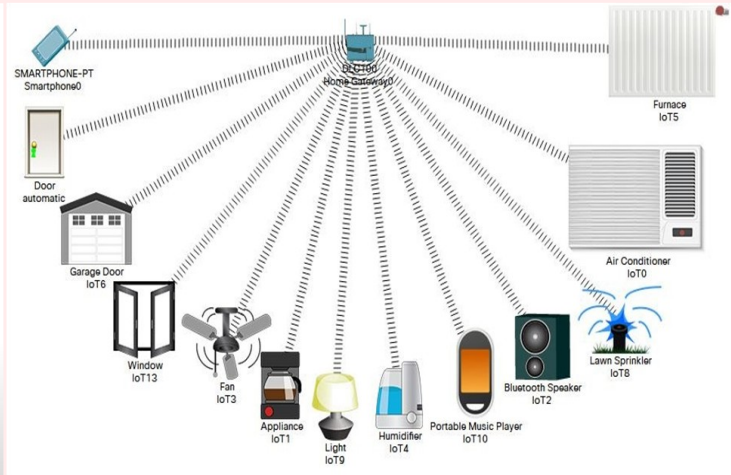 SMARTPHONE-PT
Smartphone0
DLC100
Home Gateway0
Furnace
IoT5
Door
automatic
Garage Door
IoT6
Air Conditioner
IoT0
Window
IoT13
Fan
IoT3
Appliance
IoT1
Light
IoT9
Humidifier
IoT4
Portable Music Player
IoT10
Bluetooth Speaker
IoT2
Lawn Sprinkler
IoT8